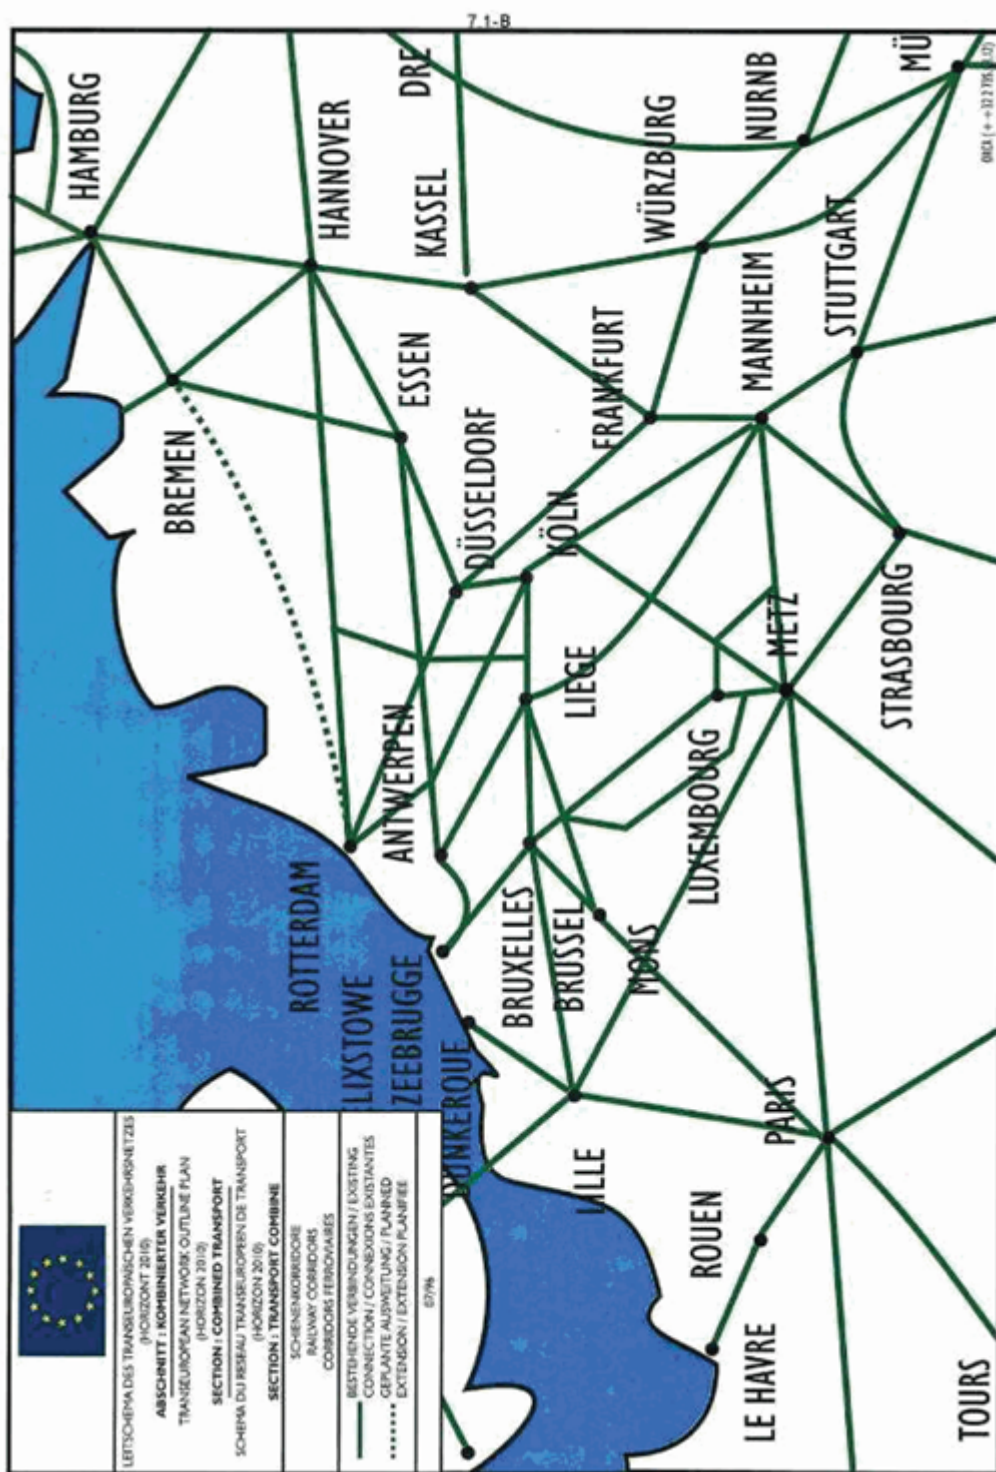 7.1-B
LEITSCHEMA DES TRANSEUROPÄISCHEN VERKEHRSNETZES
(HORIZONT 2010)
ABSCHNITT : KOMBINIERTER VERKEHR
TRANSEUROPEAN NETWORK OUTLINE PLAN
(HORIZON 2010)
SECTION : COMBINED TRANSPORT
SCHEMA DU RESEAU TRANSEUROPEEN DE TRANSPORT
(HORIZON 2010)
SECTION : TRANSPORT COMBINE
SCHIENENKORRIDORE
RAILWAY CORRIDORS
CORRIDORS FERROVIAIRES
BESTEHENDE VERBINDUNGEN / EXISTING
CONNECTION / CONNEXIONS EXISTANTES
GEPLANTE AUSWEITUNG / PLANNED
EXTENSION / EXTENSION PLANIFIEE
07/96
HAMBURG
HANNOVER
DRE
KASSEL
WÜRZBURG
NURNB
MÜ
BREMEN
ESSEN
DÜSSELDORF
KÖLN
FRANKFURT
MANNHEIM
STUTTGART
ROTTERDAM
ANTWERPEN
LIEGE
METZ
STRASBOURG
ELIXSTOWE
ZEEBRUGGE
BRUXELLES
BRUSSEL
LUXEMBOURG
MONS
DUNKERQUE
LILLE
PARIS
ROUEN
LE HAVRE
TOURS